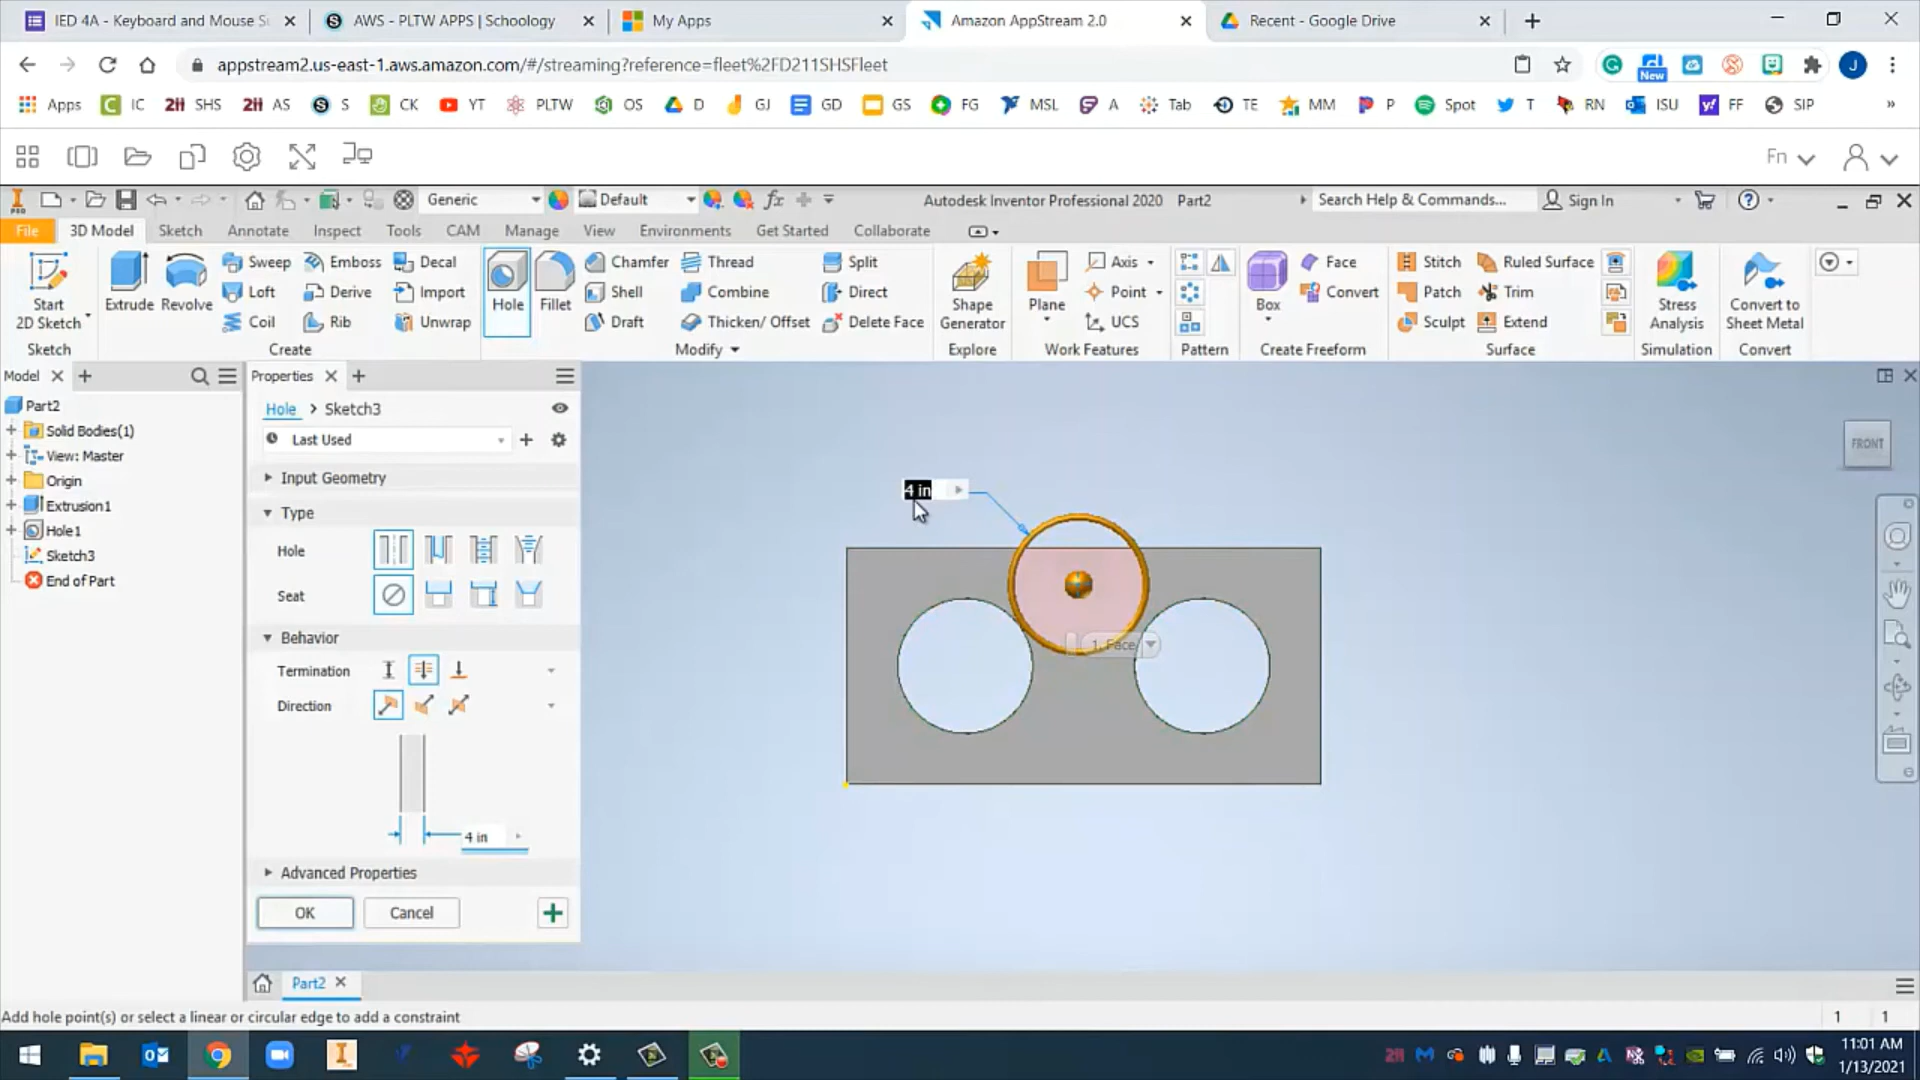 IED 4A - Keyboard and Mouse S
AWS - PLTW APPS | Schoology
My Apps
Amazon AppStream 2.0
Recent - Google Drive
appstream2.us-east-1.aws.amazon.com/#/streaming?reference=fleet%2FD211SHSFleet
New
J
Apps
IC
SHS
AS
S
CK
YT
PLTW
OS
D
GJ
GD
GS
FG
MSL
A
Tab
TE
MM
P
Spot
T
RN
ISU
FF
SIP
Fn
PRO
Generic
Default
Autodesk Inventor Professional 2020 Part2
Search Help & Commands...
Sign In
File
3D Model
Sketch
Annotate
Inspect
Tools
CAM
Manage
View
Environments
Get Started
Collaborate
Start
2D Sketch
Sketch
Extrude
Revolve
Sweep
Loft
Coil
Emboss
Derive
Rib
Decal
Import
Unwrap
Create
Hole
Fillet
Chamfer
Shell
Draft
Thread
Combine
Thicken/ Offset
Split
Direct
Delete Face
Modify
Shape
Generator
Explore
Plane
Axis
Point
UCS
Work Features
Pattern
Box
Face
Convert
Create Freeform
Stitch
Patch
Sculpt
Ruled Surface
Trim
Extend
Surface
Stress
Analysis
Simulation
Convert to
Sheet Metal
Convert
Model
Part2
Solid Bodies(1)
View: Master
Origin
Extrusion1
Hole1
Sketch3
End of Part
Properties
Hole > Sketch3
Last Used
Input Geometry
Type
Hole
Seat
Behavior
Termination
Direction
4 in
Advanced Properties
OK
Cancel
4 in
1. Face
FRONT
Part2
Add hole point(s) or select a linear or circular edge to add a constraint
1
1
11:01 AM
1/13/2021